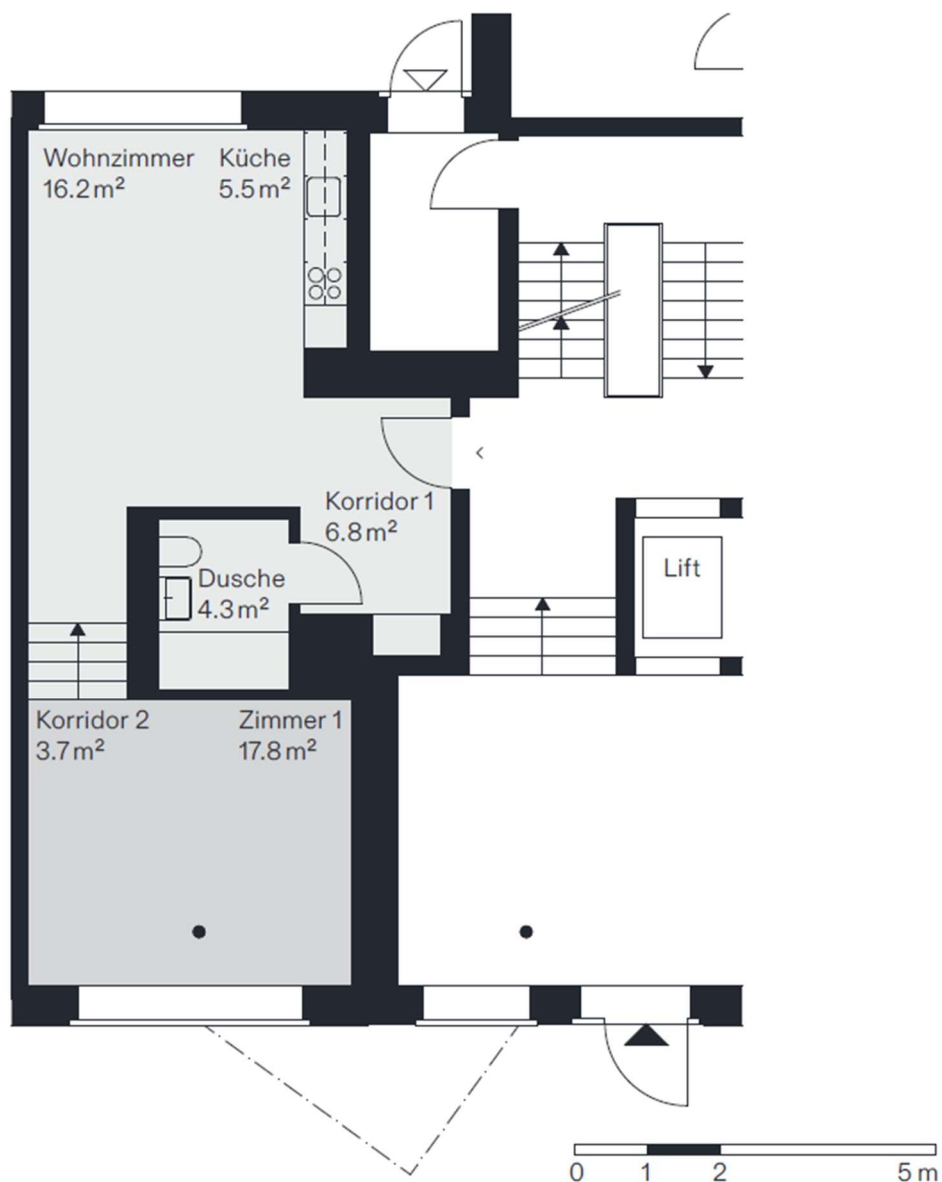 Wohnzimmer
16.2 m²
Küche
5.5 m²
Korridor 1
6.8 m²
Dusche
4.3 m²
Lift
Korridor 2
3.7 m²
Zimmer 1
17.8 m²
0 1 2 5 m